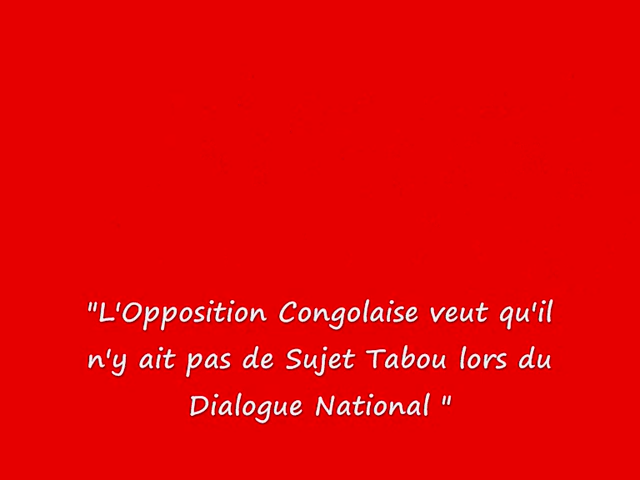 "L'Opposition Congolaise veut qu'il
n'y ait pas de Sujet Tabou lors du
Dialogue National "